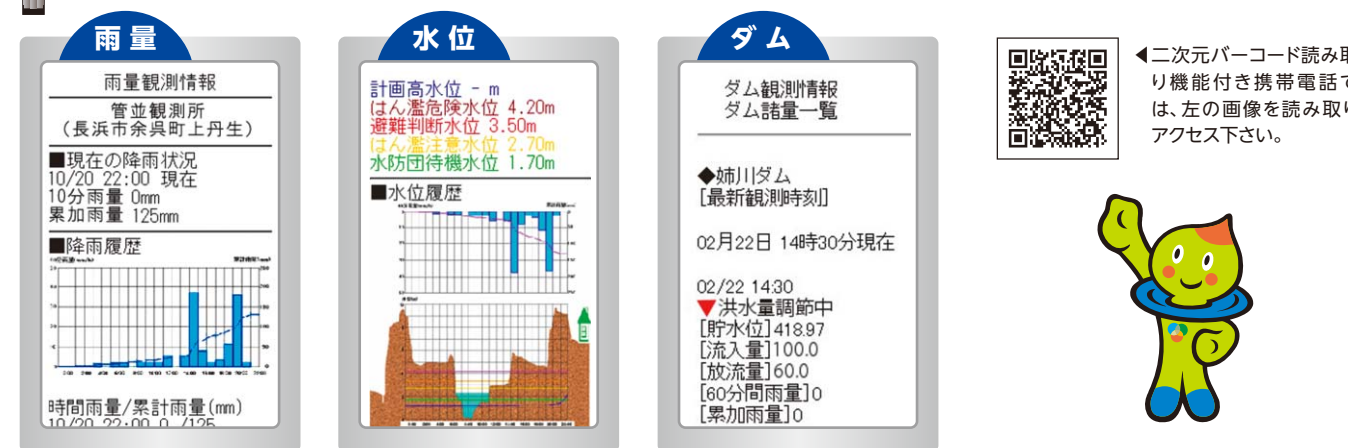 雨量
雨量観測情報
管並観測所
(長浜市余呉町上丹生)
■現在の降雨状況
10/20 22:00 現在
10分雨量 0mm
累加雨量 125mm
■降雨履歴
時間雨量/累計雨量(mm)
10/20 22:00 0 /125
水位
計画高水位 - m
はん濫危険水位 4.20m
避難判断水位 3.50m
はん濫注意水位 2.70m
水防団待機水位 1.70m
■水位履歴
ダム
ダム観測情報
ダム諸量一覧
◆姉川ダム
[最新観測時刻]
02月22日 14時30分現在
02/22 14:30
▼洪水量調節中
[貯水位]418.97
[流入量]100.0
[放流量]60.0
[60分間雨量]0
[累加雨量]0
◀二次元バーコード読み取
り機能付き携帯電話で
は、左の画像を読み取り
アクセス下さい。